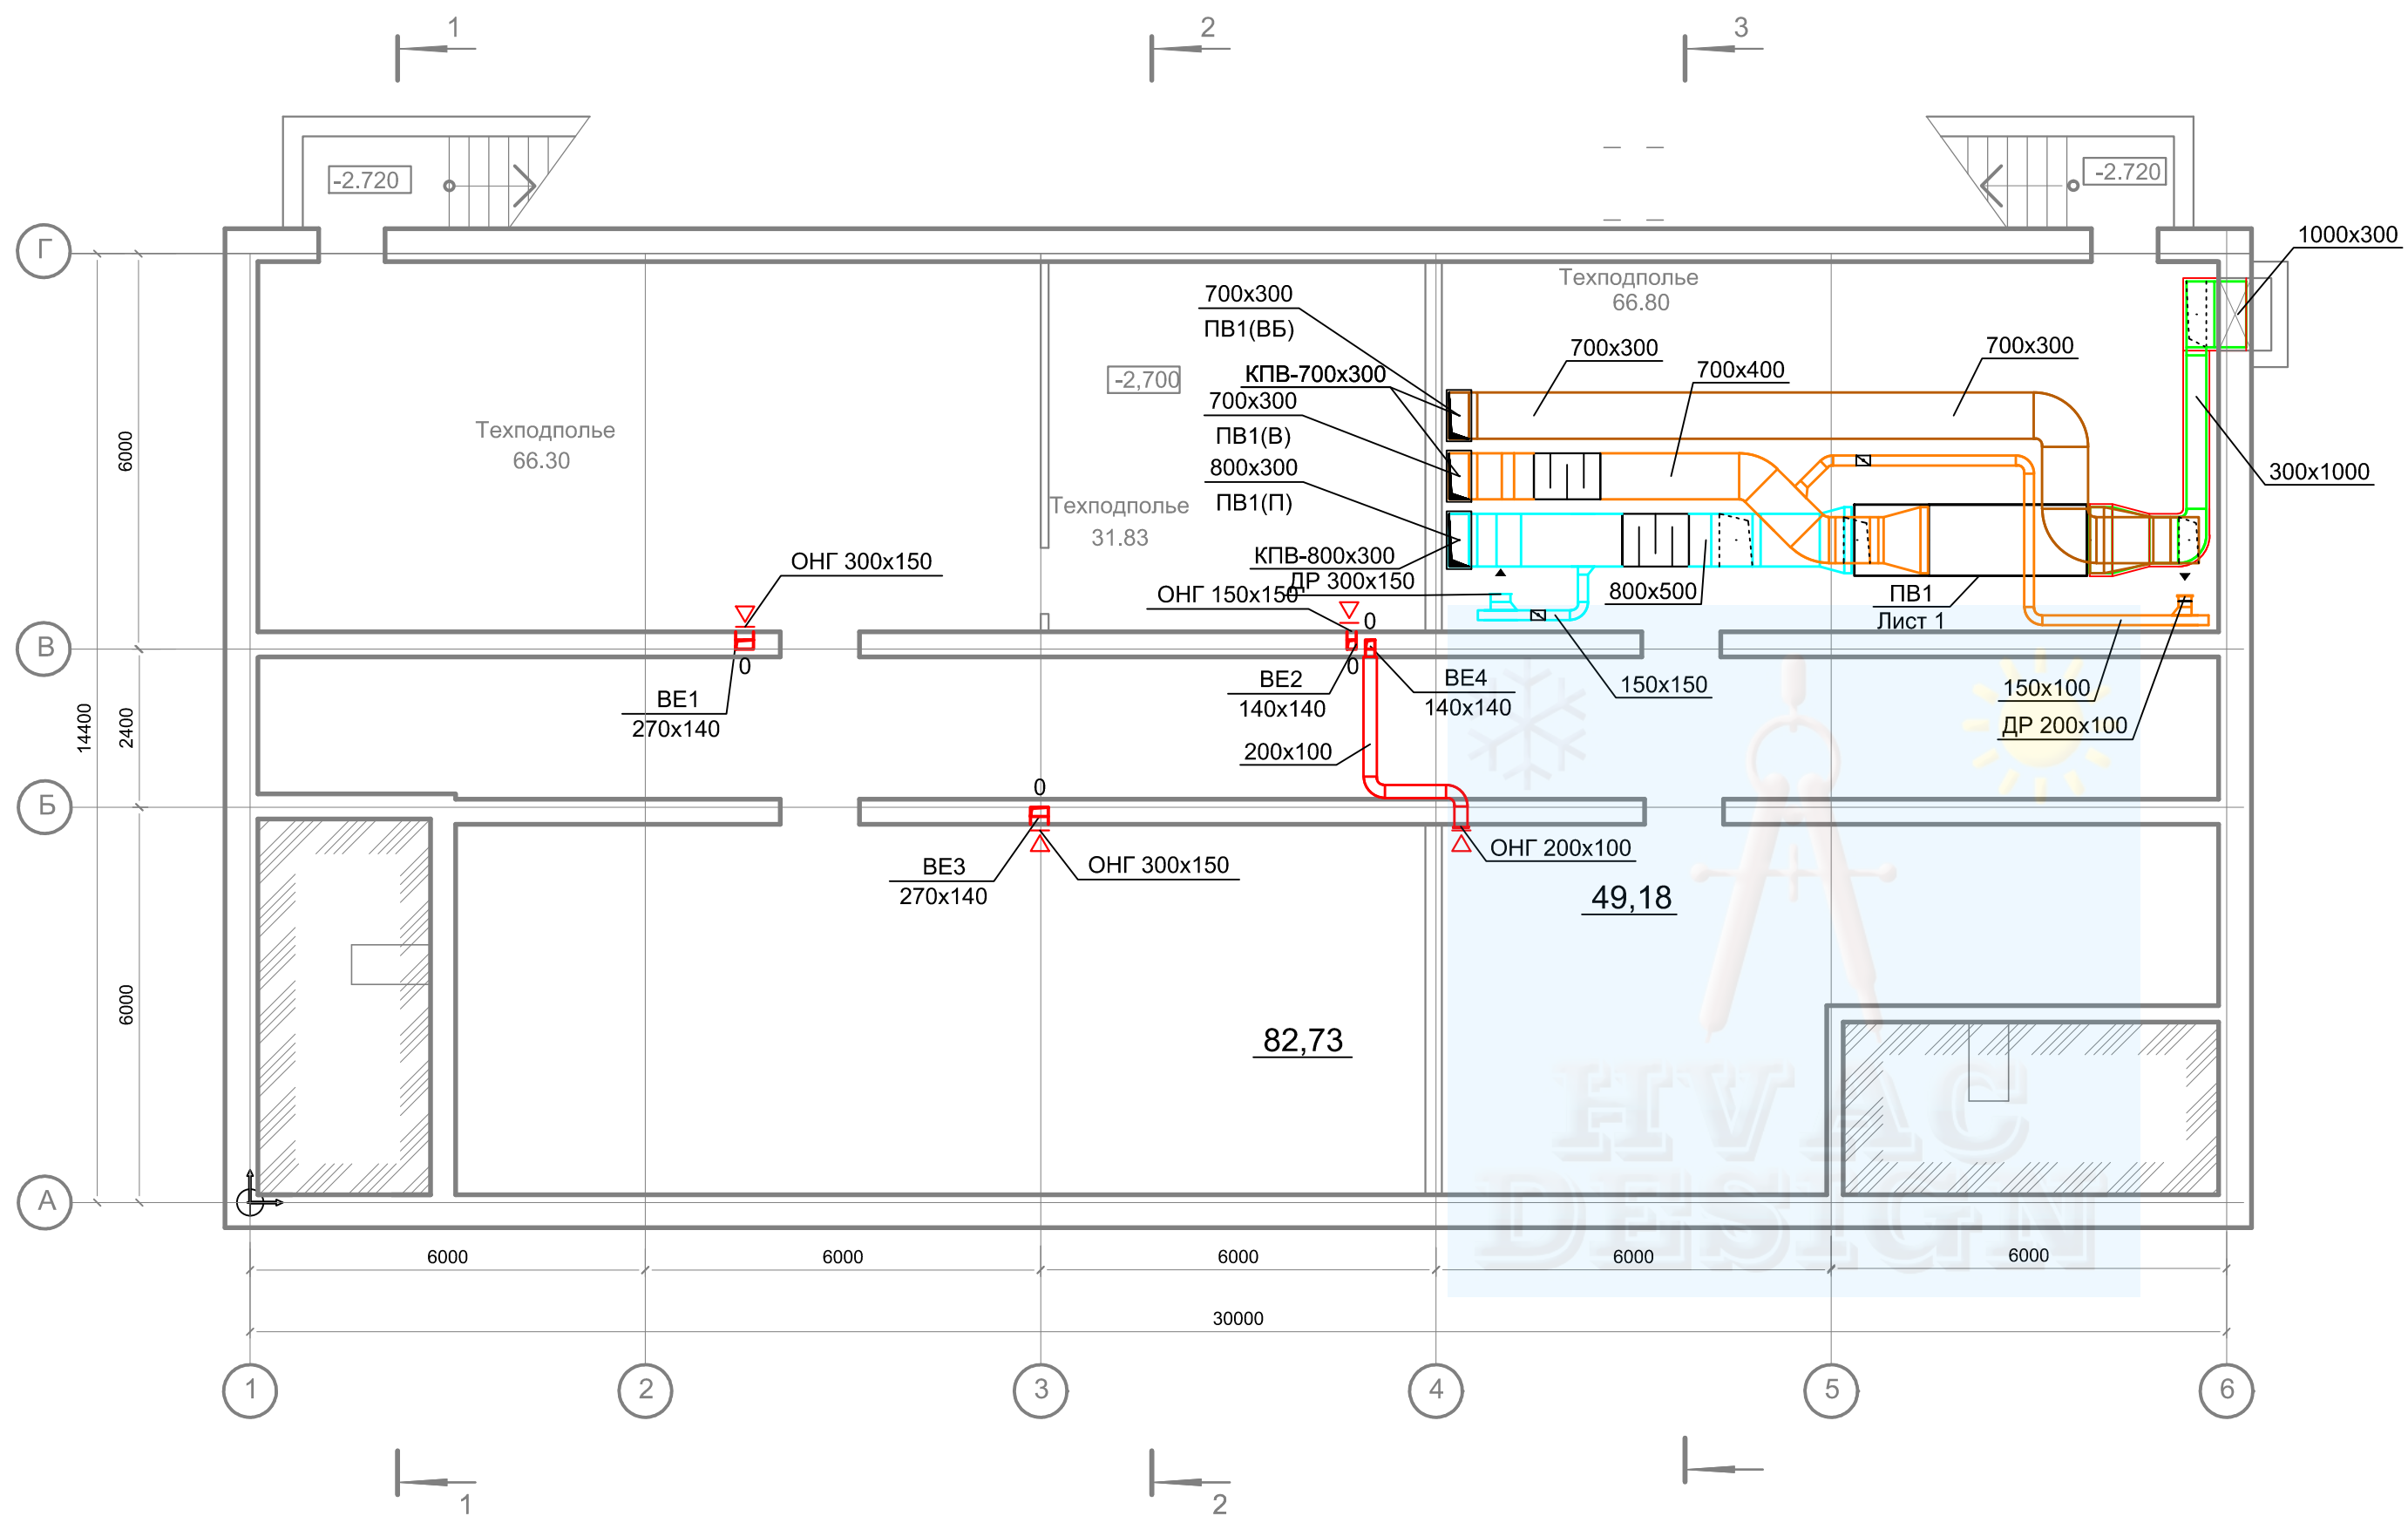 1
2
3
-2.720
-2.720
Г
1000х300
Техподполье
66.80
700х300
ПВ1(ВБ)
700х300
700х300
КПВ-700х300
700х400
-2,700
700х300
ПВ1(В)
Техподполье
66.30
6000
800х300
300х1000
ПВ1(П)
Техподполье
31.83
КПВ-800х300
ОНГ 300х150
ДР 300х150
ОНГ 150х150
800х500
ПВ1
Лист 1
0
В
0
0
ВЕ1
270х140
ВЕ2
140х140
ВЕ4
140х140
150х150
150х100
ДР 200х100
14400
2400
200х100
0
Б
ОНГ 200х100
ВЕ3
270х140
ОНГ 300х150
49,18
6000
82,73
HVAC
DESIGN
А
6000
6000
6000
6000
6000
30000
1
2
3
4
5
6
1
2